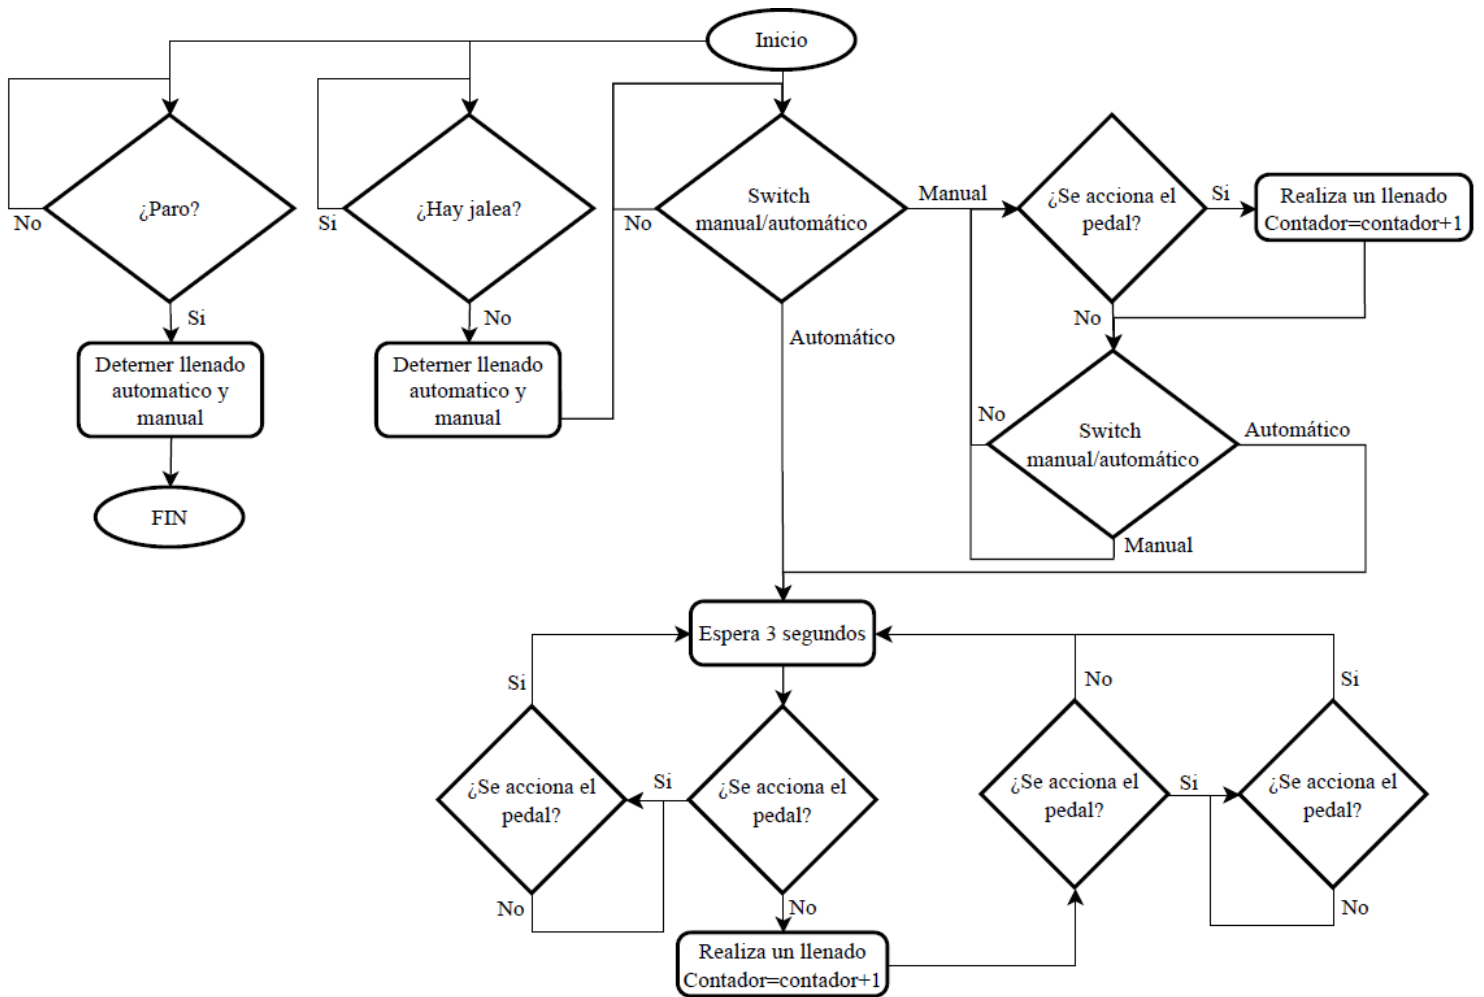 Inicio
¿Paro?
No
Si
Deterner llenado
automatico y
manual
FIN
¿Hay jalea?
Si
No
Deterner llenado
automatico y
manual
Switch
manual/automático
No
Manual
Automático
¿Se acciona el
pedal?
Si
Realiza un llenado
Contador=contador+1
No
Switch
manual/automático
No
Automático
Manual
Espera 3 segundos
¿Se acciona el
pedal?
Si
No
¿Se acciona el
pedal?
Si
No
Realiza un llenado
Contador=contador+1
¿Se acciona el
pedal?
No
Si
¿Se acciona el
pedal?
Si
No